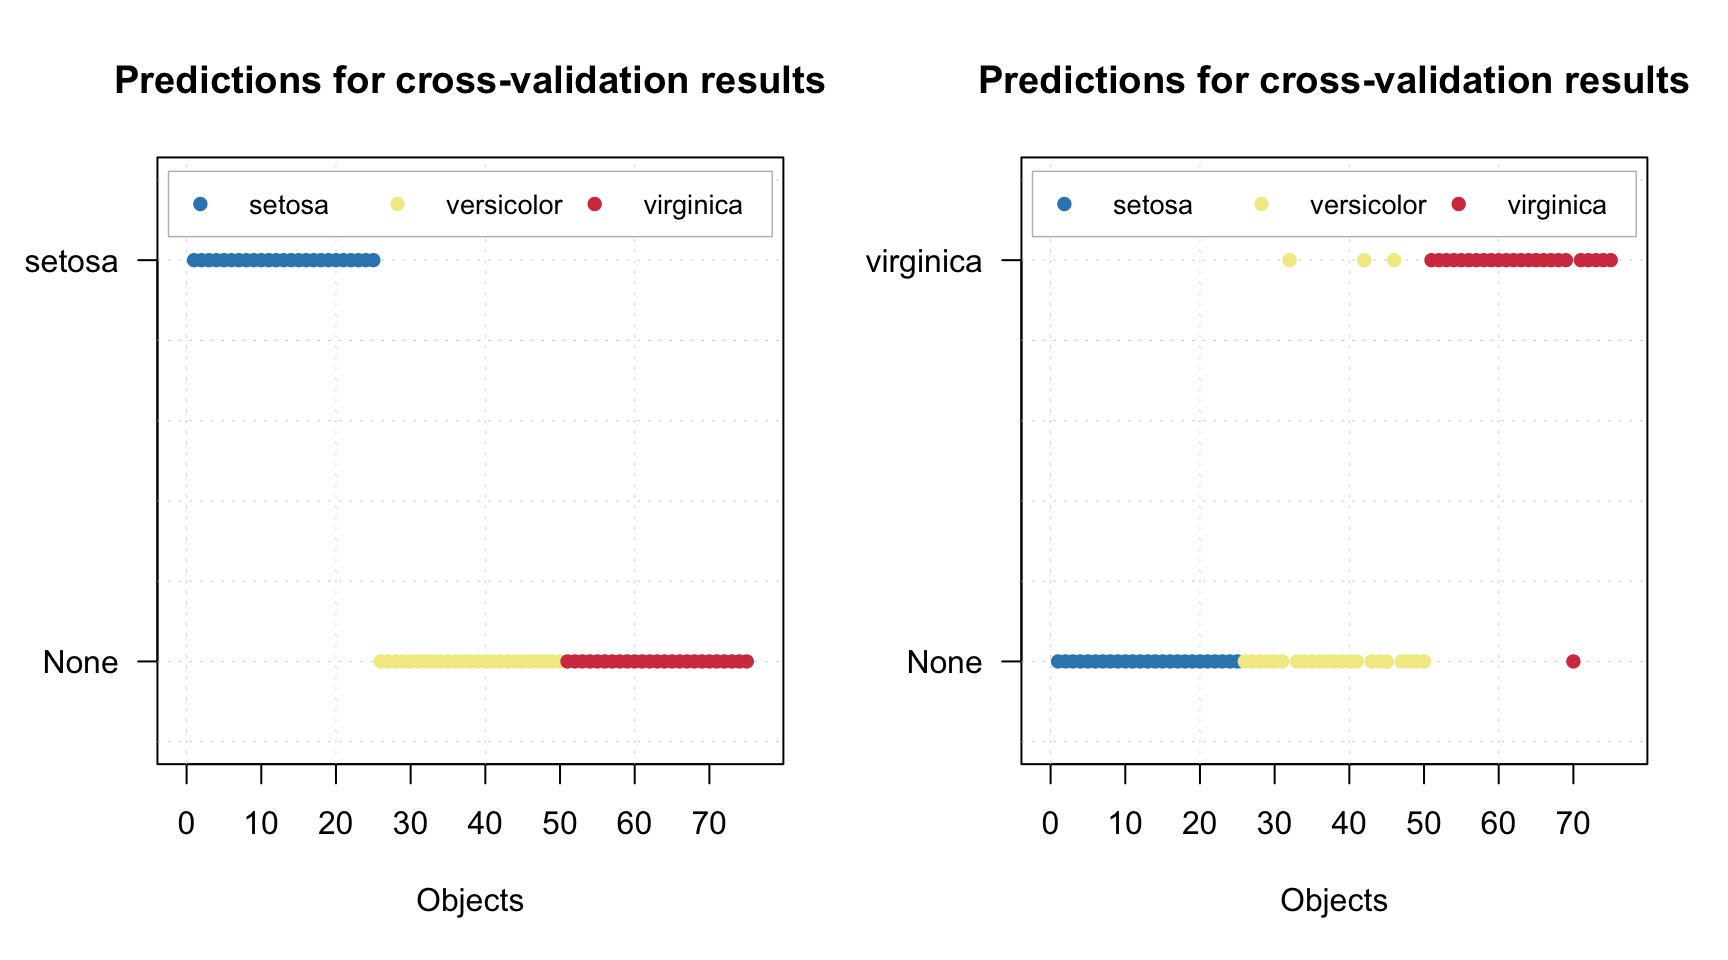 Predictions for cross-validation results
setosa versicolor virginica
setosa
None
0 10 20 30 40 50 60 70
Objects
Predictions for cross-validation results
setosa versicolor virginica
virginica
None
0 10 20 30 40 50 60 70
Objects